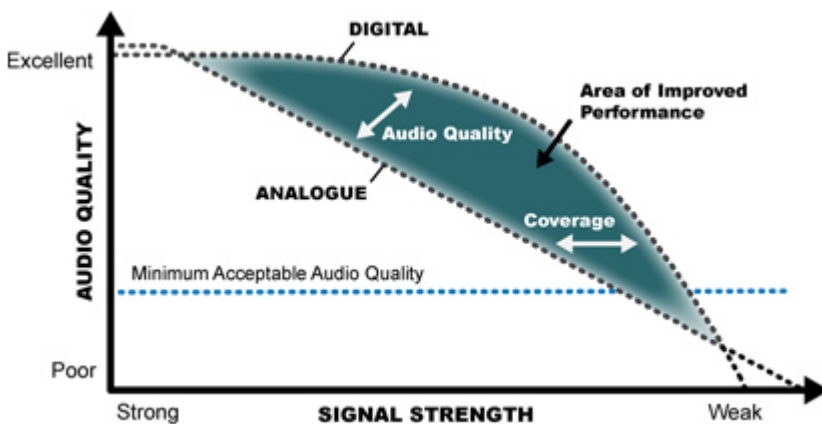 DIGITAL
Excellent
Area of Improved
Performance
Audio Quality
ANALOGUE
Coverage
AUDIO QUALITY
Minimum Acceptable Audio Quality
Poor
Strong
SIGNAL STRENGTH
Weak